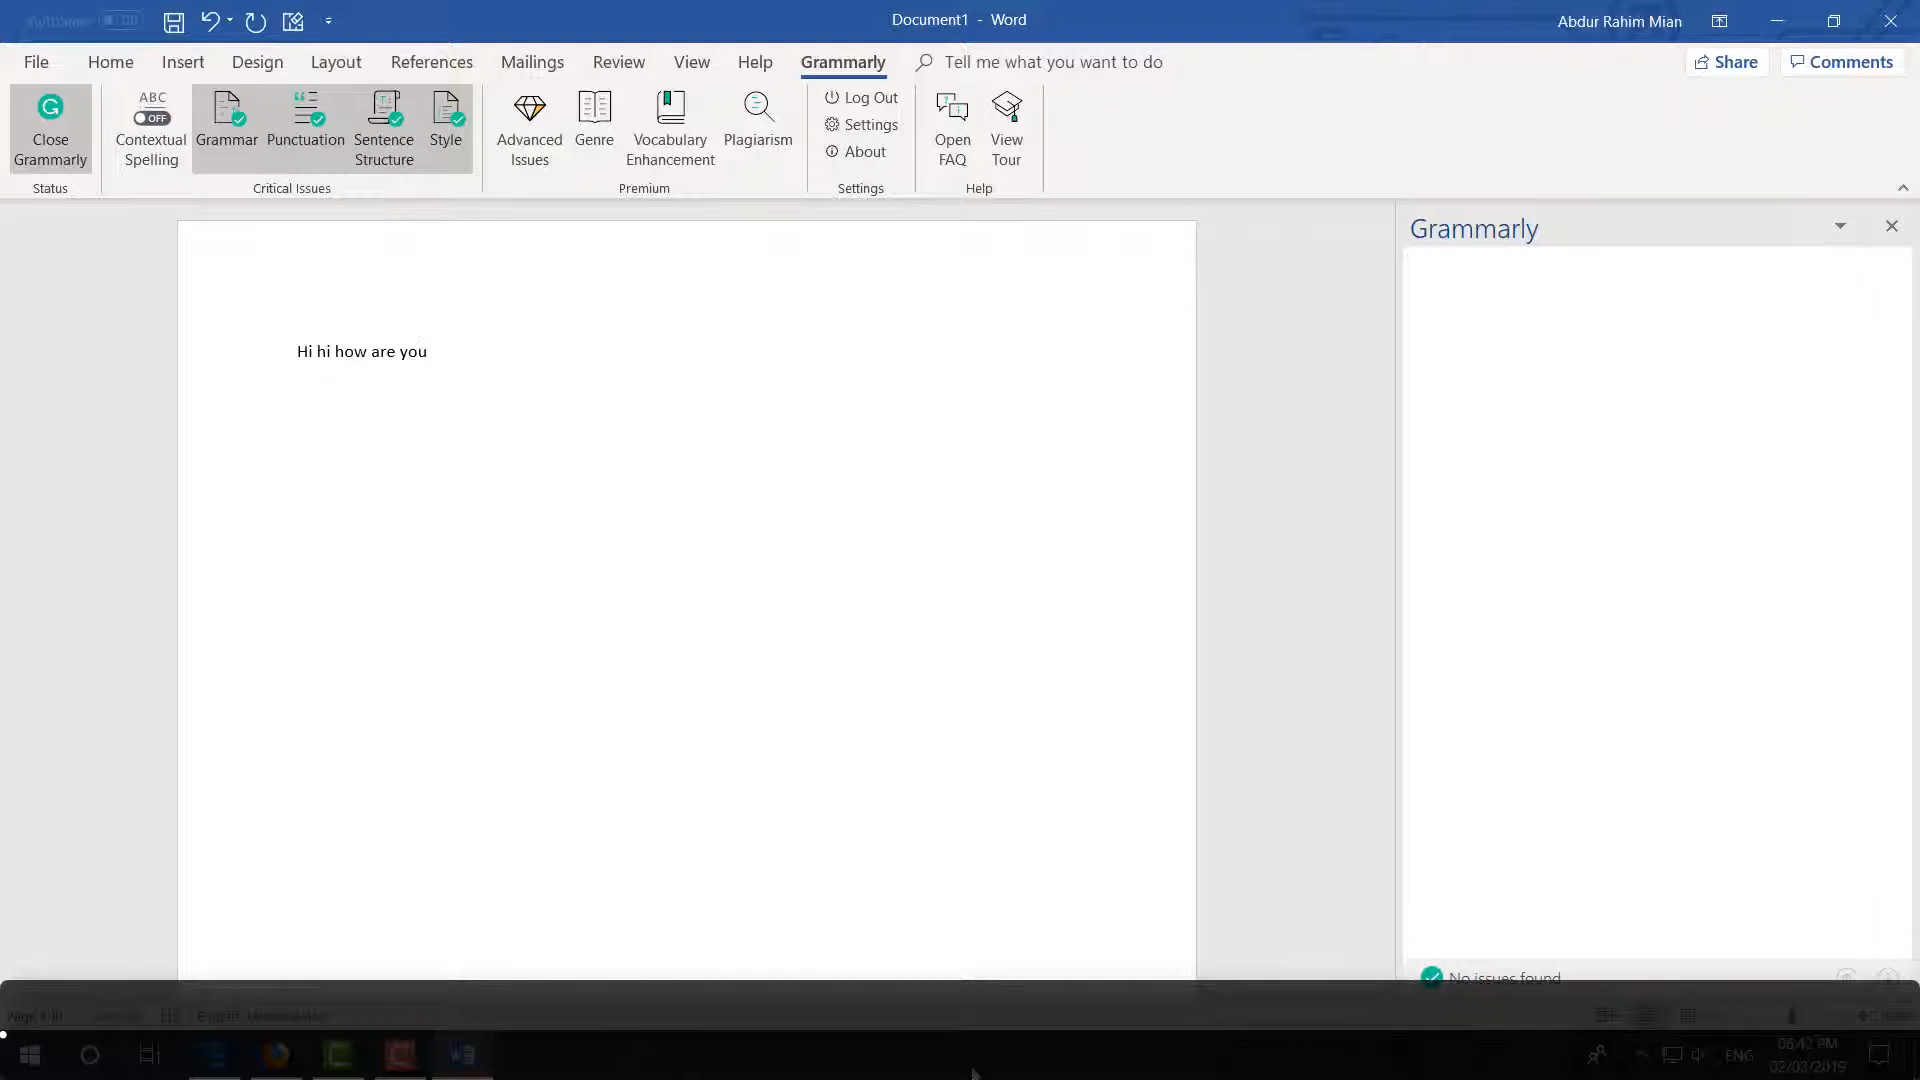 Document1 - Word
Abdur Rahim Mian
File Home Insert Design Layout References Mailings Review View Help Grammarly Tell me what you want to do
Share Comments
ABC
OFF
Close Grammarly
Contextual Spelling
Grammar
Punctuation
Sentence Structure
Style
Advanced Issues
Genre
Vocabulary Enhancement
Plagiarism
Log Out
Settings
About
Open FAQ
View Tour
Status
Critical Issues
Premium
Settings
Help
Grammarly
Hi hi how are you
No issues found
ENG
06:42 PM
02/03/2019